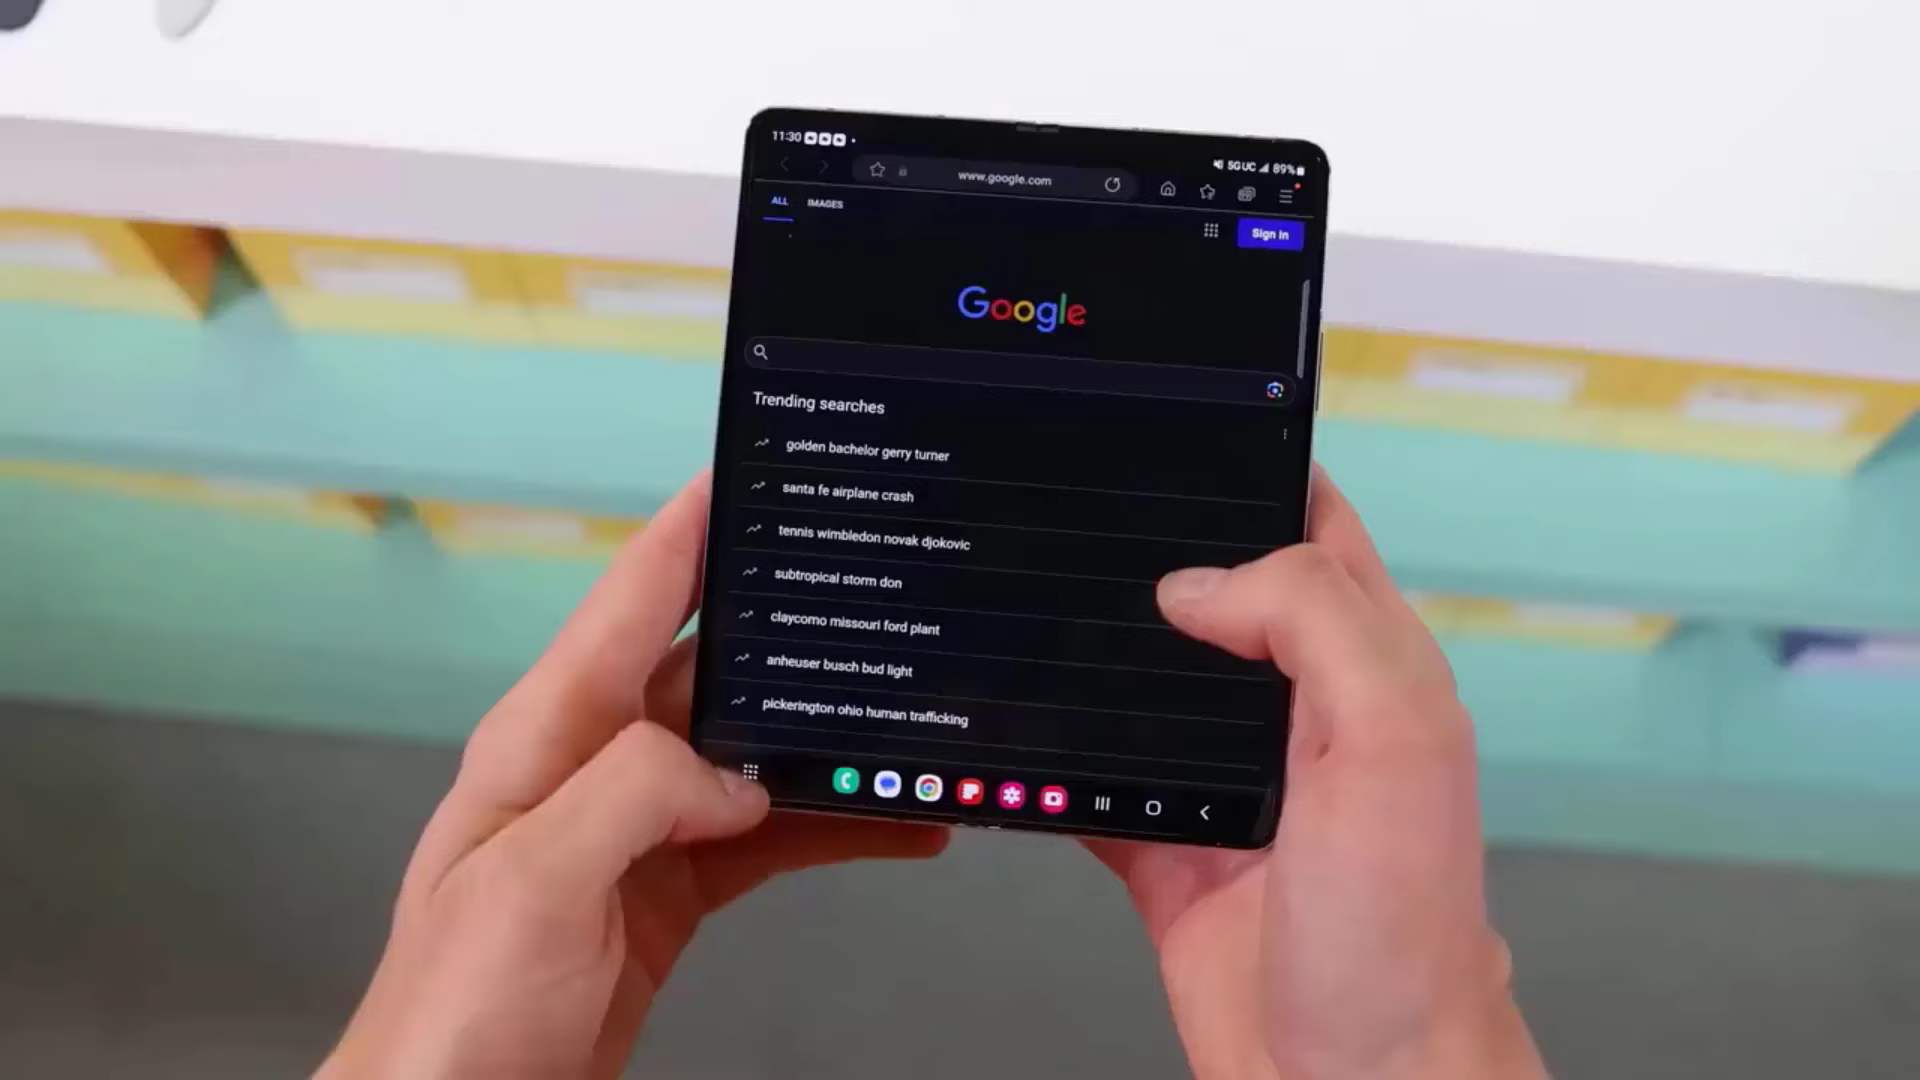 11:30
5G UC 89%
www.google.com
ALL IMAGES
Sign in
Google
Trending searches
golden bachelor gerry turner
santa fe airplane crash
tennis wimbledon novak djokovic
subtropical storm don
claycomo missouri ford plant
anheuser busch bud light
pickerington ohio human trafficking